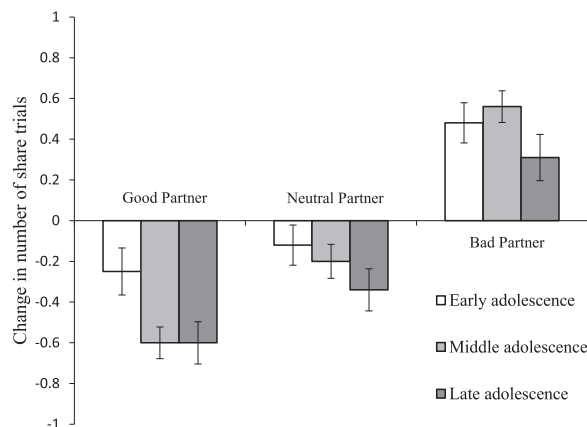 Change in number of share trials
1
0.8
0.6
0.4
0.2
0
-0.2
-0.4
-0.6
-0.8
-1
Good Partner
Neutral Partner
Bad Partner
Early adolescence
Middle adolescence
Late adolescence